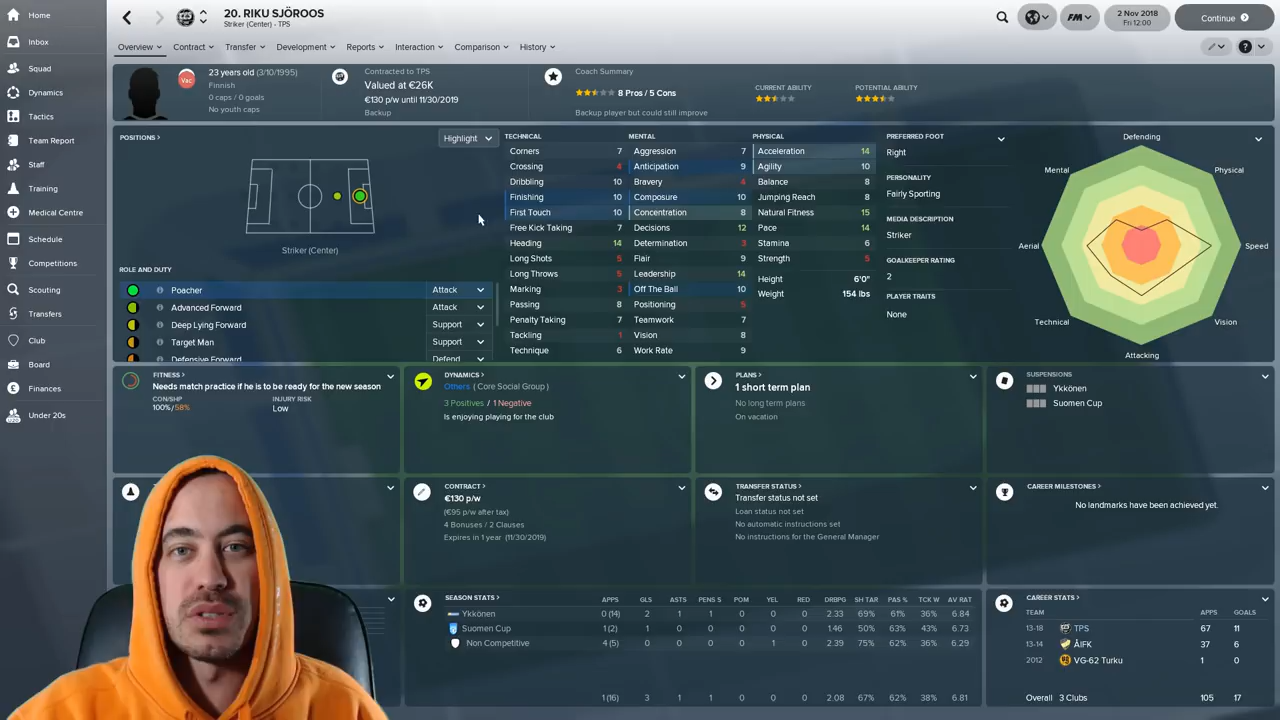 Home
Inbox
Squad
Dynamics
Tactics
Team Report
Staff
Training
Medical Centre
Schedule
Competitions
Scouting
Transfers
Club
Board
Finances
Under 20s
20. RIKU SJÖROOS
Striker (Center) - TPS
FM
2 Nov 2018
Fri 12:00
Continue
Overview
Contract
Transfer
Development
Reports
Interaction
Comparison
History
Vac
23 years old (3/10/1995)
Finnish
0 caps / 0 goals
No youth caps
Contracted to TPS
Valued at €26K
€130 p/w until 11/30/2019
Backup
Coach Summary
8 Pros / 5 Cons
Backup player but could still improve
CURRENT ABILITY
POTENTIAL ABILITY
POSITIONS >
Highlight
Striker (Center)
ROLE AND DUTY
Poacher Attack
Advanced Forward Attack
Deep Lying Forward Support
Target Man Support
Defensive Forward Defend
TECHNICAL
Corners 7
Crossing 4
Dribbling 10
Finishing 10
First Touch 10
Free Kick Taking 7
Heading 14
Long Shots 5
Long Throws 5
Marking 3
Passing 8
Penalty Taking 7
Tackling 1
Technique 6
MENTAL
Aggression 7
Anticipation 9
Bravery 4
Composure 10
Concentration 8
Decisions 12
Determination 3
Flair 9
Leadership 14
Off The Ball 10
Positioning 5
Teamwork 7
Vision 8
Work Rate 9
PHYSICAL
Acceleration 14
Agility 10
Balance 8
Jumping Reach 8
Natural Fitness 15
Pace 14
Stamina 6
Strength 5
Height 6'0"
Weight 154 lbs
PREFERRED FOOT
Right
PERSONALITY
Fairly Sporting
MEDIA DESCRIPTION
Striker
GOALKEEPER RATING
2
PLAYER TRAITS
None
Defending
Physical
Speed
Vision
Attacking
Technical
Aerial
Mental
FITNESS >
Needs match practice if he is to be ready for the new season
CON/SHP
100%/58%
INJURY RISK
Low
DYNAMICS >
Others ( Core Social Group )
3 Positives / 1 Negative
Is enjoying playing for the club
PLANS >
1 short term plan
No long term plans
On vacation
SUSPENSIONS
Ykkönen
Suomen Cup
CONTRACT >
€130 p/w
(€95 p/w after tax)
4 Bonuses / 2 Clauses
Expires in 1 year (11/30/2019)
TRANSFER STATUS >
Transfer status not set
Loan status not set
No automatic instructions set
No instructions for the General Manager
CAREER MILESTONES >
No landmarks have been achieved yet.
SEASON STATS > APPS GLS ASTS PENS S POM YEL RED DRBPG SH TAR PAS % TCK W AV RAT
Ykkönen 0 (14) 2 1 1 0 0 0 2.33 69% 61% 36% 6.84
Suomen Cup 1 (2) 1 0 0 0 0 0 1.46 50% 63% 43% 6.73
Non Competitive 4 (5) 0 0 0 0 1 0 2.39 75% 62% 36% 6.29
1 (16) 3 1 1 0 0 0 2.08 67% 62% 38% 6.81
CAREER STATS >
TEAM APPS GOALS
13-18 TPS 67 11
13-14 ÅIFK 37 6
2012 VG-62 Turku 1 0
Overall 3 Clubs 105 17